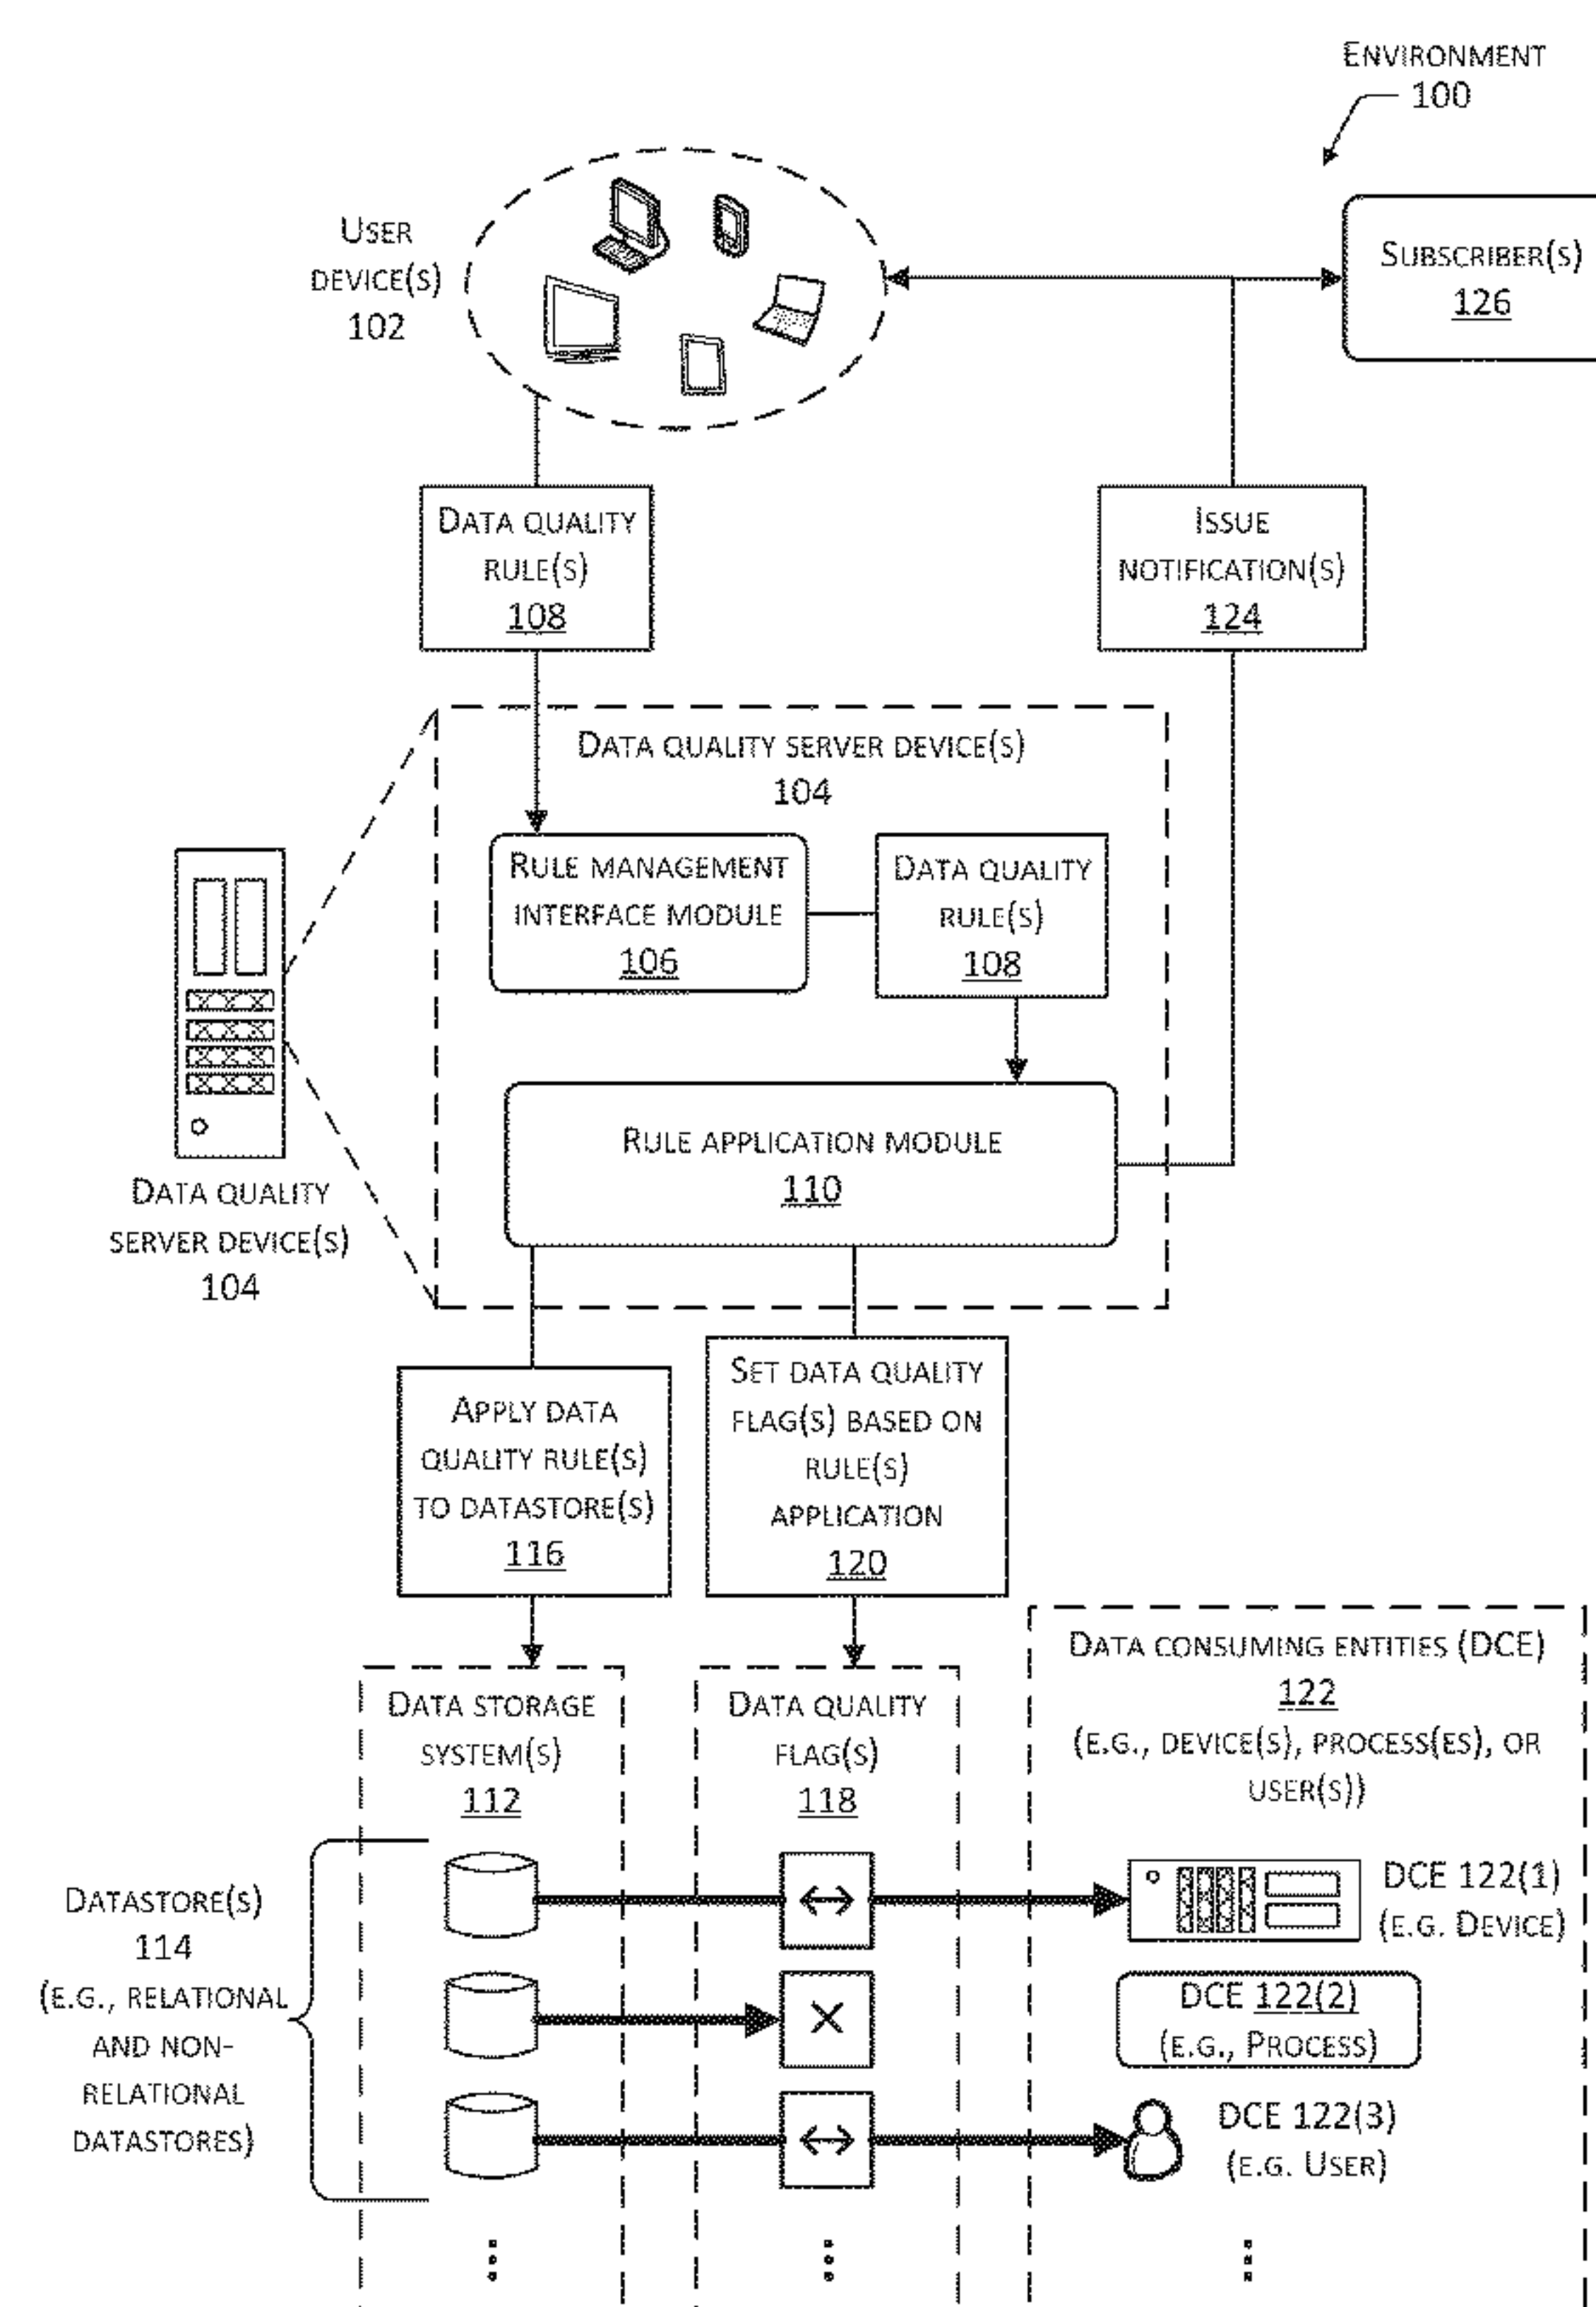 ENVIRONMENT
100
USER
DEVICE(S)
102
SUBSCRIBER(S)
126
DATA QUALITY
RULE(S)
108
ISSUE
NOTIFICATION(S)
124
DATA QUALITY SERVER DEVICE(S)
104
RULE MANAGEMENT
INTERFACE MODULE
106
DATA QUALITY
RULE(S)
108
RULE APPLICATION MODULE
110
DATA QUALITY
SERVER DEVICE(S)
104
APPLY DATA
QUALITY RULE(S)
TO DATASTORE(S)
116
SET DATA QUALITY
FLAG(S) BASED ON
RULE(S)
APPLICATION
120
DATA STORAGE
SYSTEM(S)
112
DATA QUALITY
FLAG(S)
118
DATA CONSUMING ENTITIES (DCE)
122
(E.G., DEVICE(S), PROCESS(ES), OR
USER(S))
DATASTORE(S)
114
(E.G., RELATIONAL
AND NON-
RELATIONAL
DATASTORES)
DCE 122(1)
(E.G. DEVICE)
DCE 122(2)
(E.G., PROCESS)
DCE 122(3)
(E.G. USER)